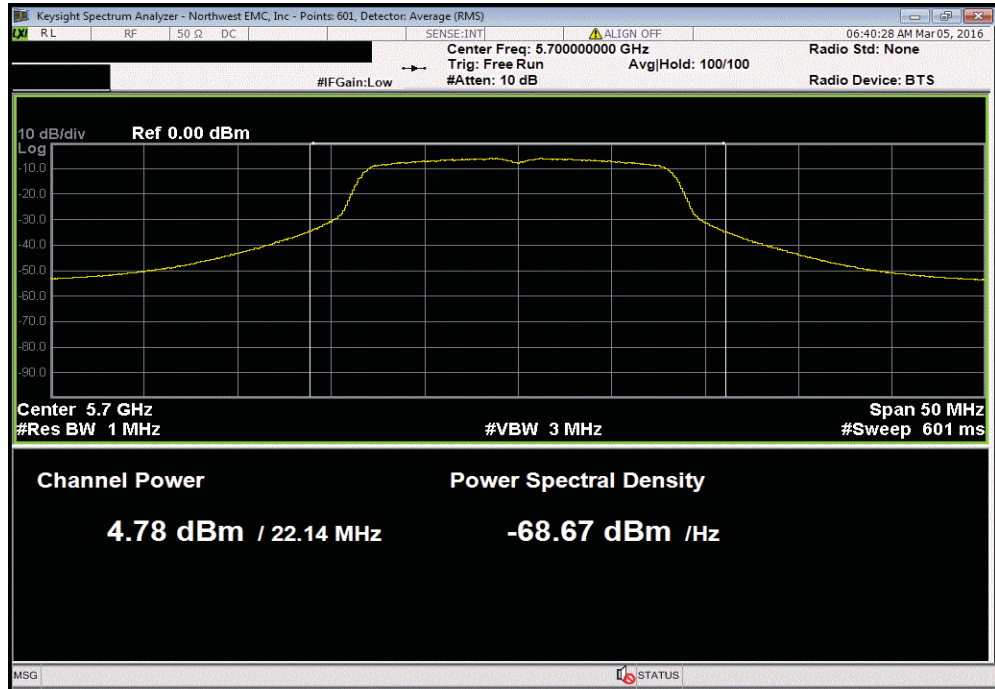 Keysight Spectrum Analyzer - Northwest EMC, Inc - Points: 601, Detector: Average (RMS)
LXI RL RF 50 Ω DC SENSE:INT ALIGN OFF 06:40:28 AM Mar 05, 2016
Center Freq: 5.700000000 GHz Radio Std: None
Trig: Free Run Avg|Hold: 100/100
#IFGain:Low #Atten: 10 dB Radio Device: BTS
10 dB/div Ref 0.00 dBm
Log
-10.0
-20.0
-30.0
-40.0
-50.0
-60.0
-70.0
-80.0
-90.0
Center 5.7 GHz Span 50 MHz
#Res BW 1 MHz #VBW 3 MHz #Sweep 601 ms
Channel Power Power Spectral Density
4.78 dBm / 22.14 MHz -68.67 dBm /Hz
MSG STATUS